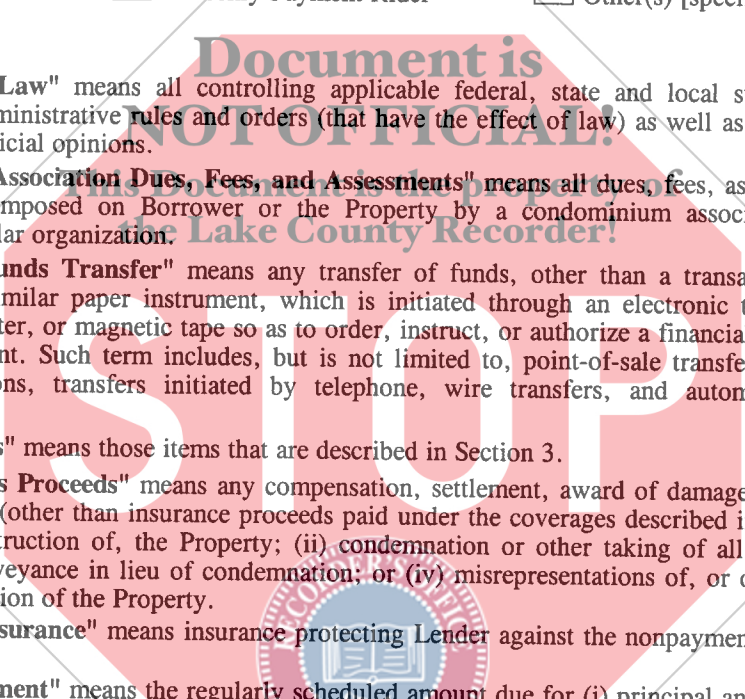 Document is
Law" means all controlling applicable federal, state and local
ministrative rules and orders (that have the effect of law) as well as
NOT OFFICIAL!
icial opinions.
Association Dues, Fees, and Assessments" means all dues, fees, as
This Document is the property of
mposed on Borrower or the Property by a condominium assoc
the Lake County Recorder!
lar organization.
unds Transfer" means any transfer of funds, other than a transa
imilar paper instrument, which is initiated through an electronic
ter, or magnetic tape so as to order, instruct, or authorize a financial
nt. Such term includes, but is not limited to, point-of-sale transfe
ons, transfers initiated by telephone, wire transfers, and autom
STOP
s" means those items that are described in Section 3.
s Proceeds" means any compensation, settlement, award of damage
(other than insurance proceeds paid under the coverages described i
truction of, the Property; (ii) condemnation or other taking of all
veyance in lieu of condemnation; or (iv) misrepresentations of, or
ion of the Property.
RECORDER'S OFFICE
surance" means insurance protecting Lender against the nonpaymen
ment" means the regularly scheduled amount due for (i) principal an